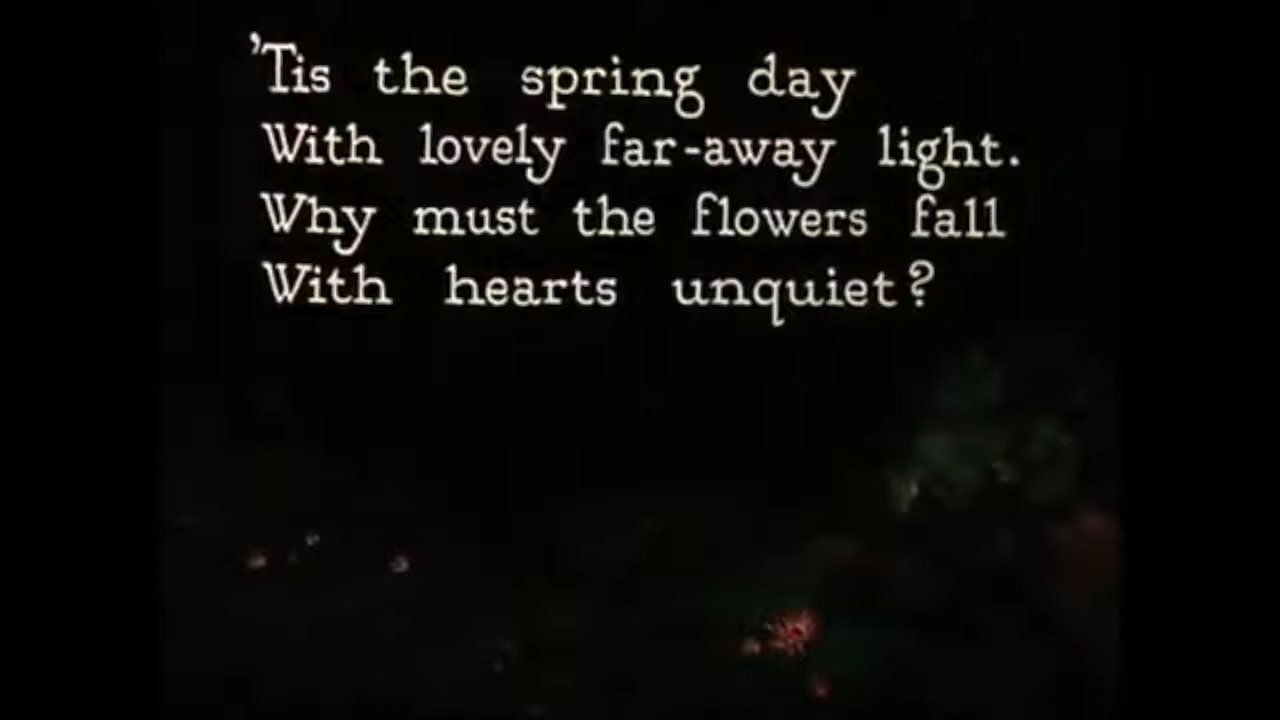 'Tis the spring day
With lovely far-away light.
Why must the flowers fall
With hearts unquiet?